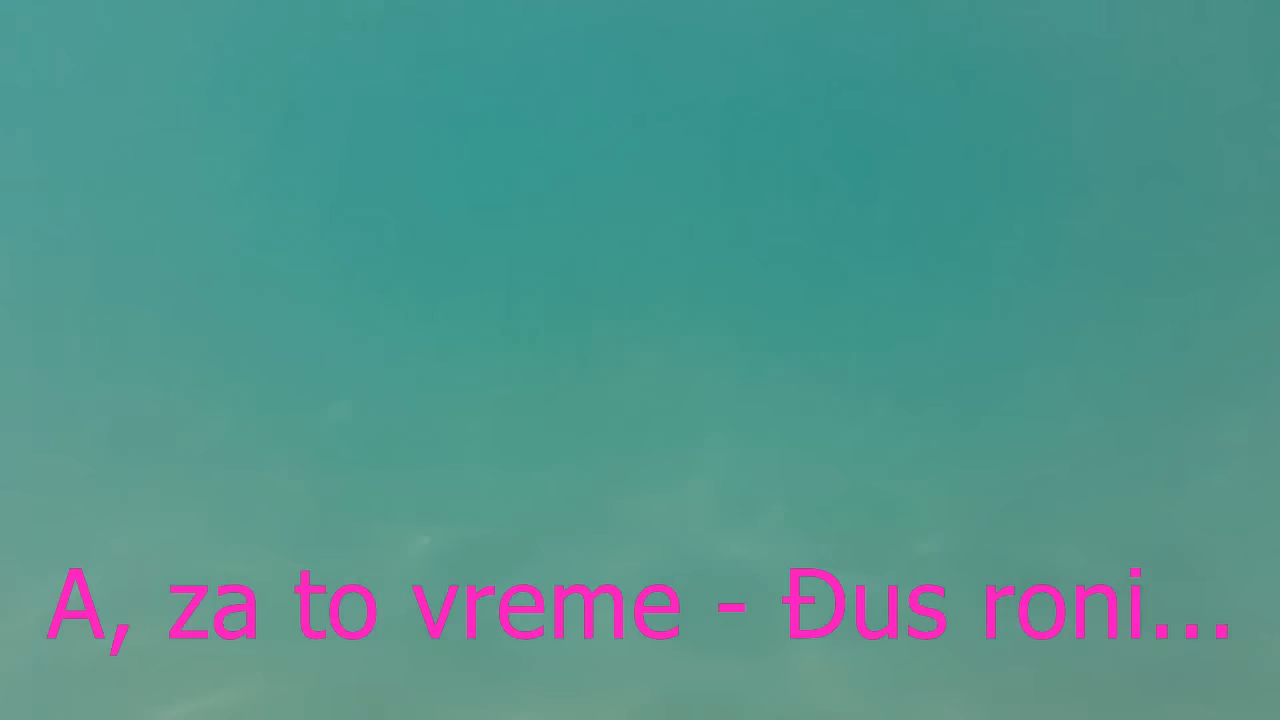 A, za to vreme - Đus roni...